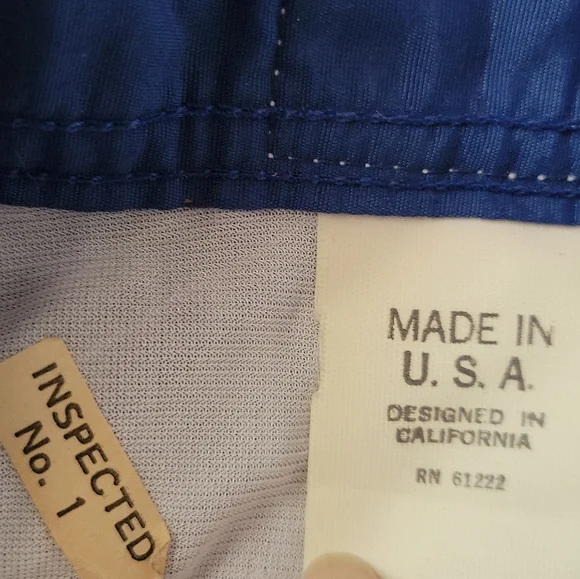 MADE IN
U. S. A.
DESIGNED IN
CALIFORNIA
RN 61222
INSPECTED
No. 1